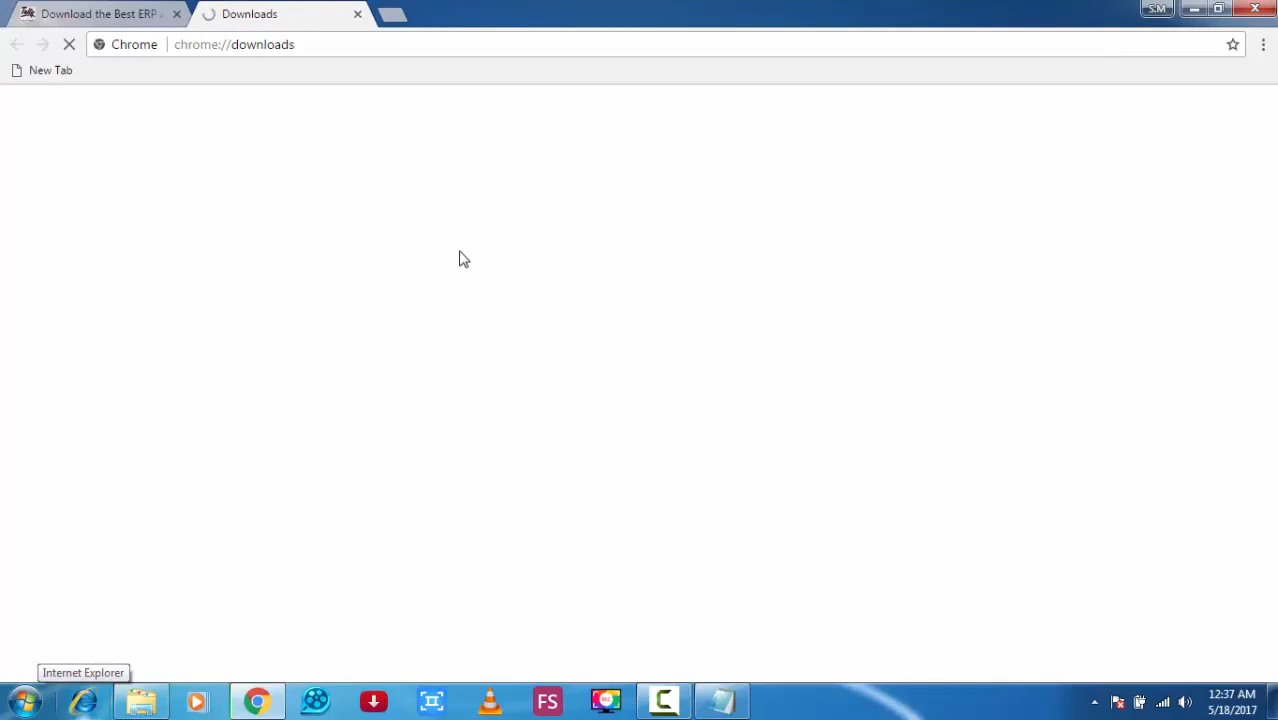 Download the Best ERP
Downloads
S.M
Chrome
chrome://downloads
New Tab
Internet Explorer
FS
12:37 AM
5/18/2017